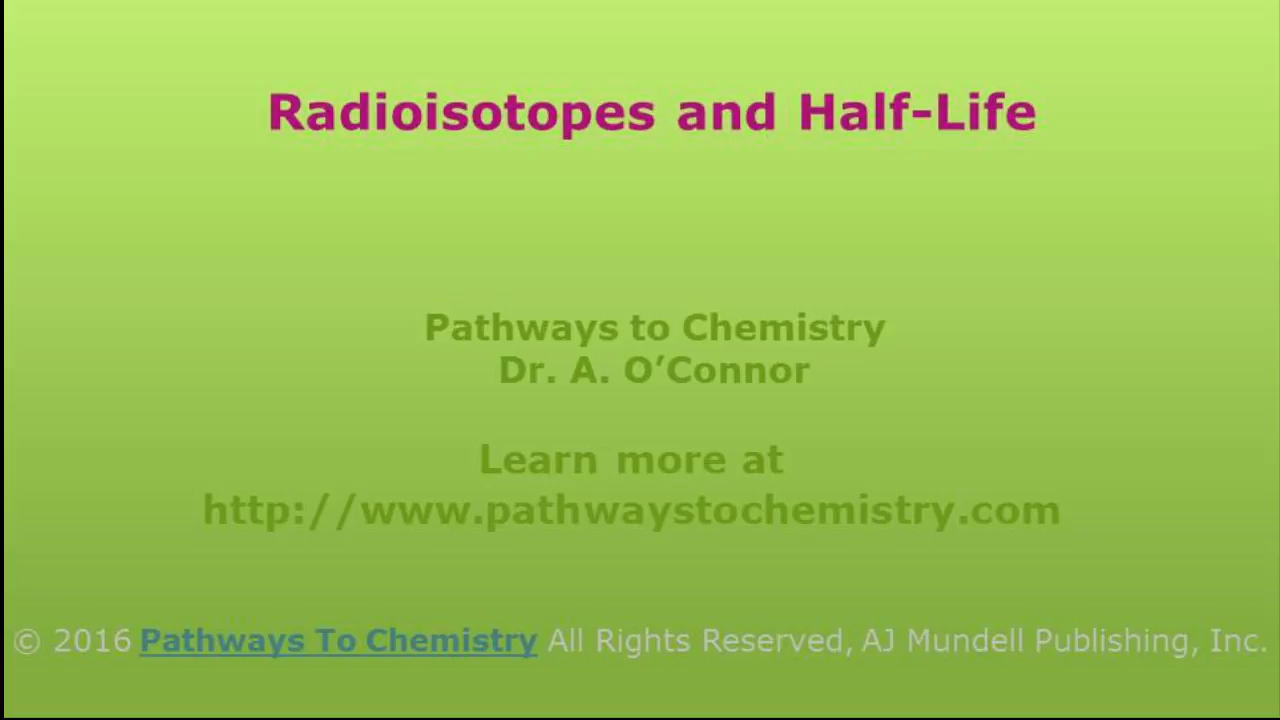 Radioisotopes and Half-Life
Pathways to Chemistry
Dr. A. O’Connor
Learn more at
http://www.pathwaystochemistry.com
© 2016 Pathways To Chemistry All Rights Reserved, AJ Mundell Publishing, Inc.